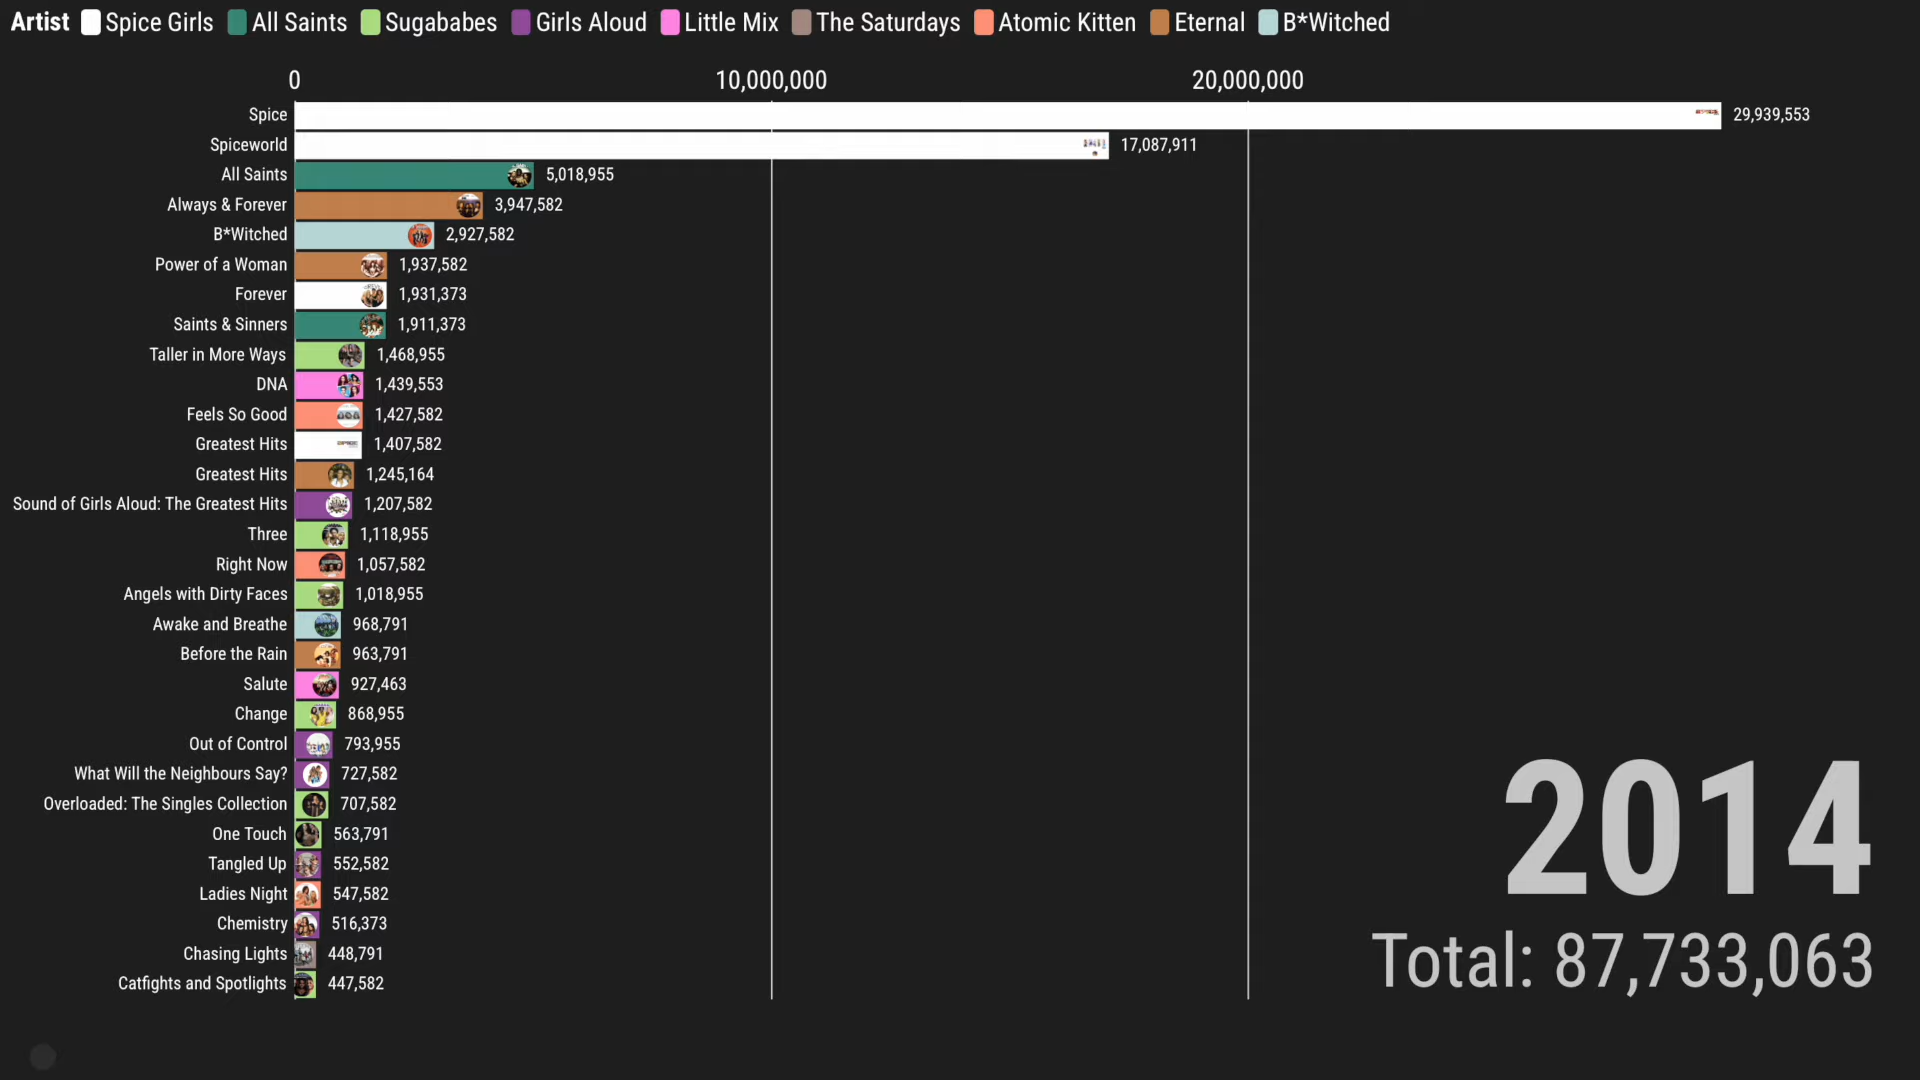 Artist Spice Girls All Saints Sugababes Girls Aloud Little Mix The Saturdays Atomic Kitten Eternal B*Witched
0 10,000,000 20,000,000
Spice 29,939,553
Spiceworld 17,087,911
All Saints 5,018,955
Always & Forever 3,947,582
B*Witched 2,927,582
Power of a Woman 1,937,582
Forever 1,931,373
Saints & Sinners 1,911,373
Taller in More Ways 1,468,955
DNA 1,439,553
Feels So Good 1,427,582
Greatest Hits 1,407,582
Greatest Hits 1,245,164
Sound of Girls Aloud: The Greatest Hits 1,207,582
Three 1,118,955
Right Now 1,057,582
Angels with Dirty Faces 1,018,955
Awake and Breathe 968,791
Before the Rain 963,791
Salute 927,463
Change 868,955
Out of Control 793,955
What Will the Neighbours Say? 727,582
Overloaded: The Singles Collection 707,582
One Touch 563,791
Tangled Up 552,582
Ladies Night 547,582
Chemistry 516,373
Chasing Lights 448,791
Catfights and Spotlights 447,582
2014
Total: 87,733,063